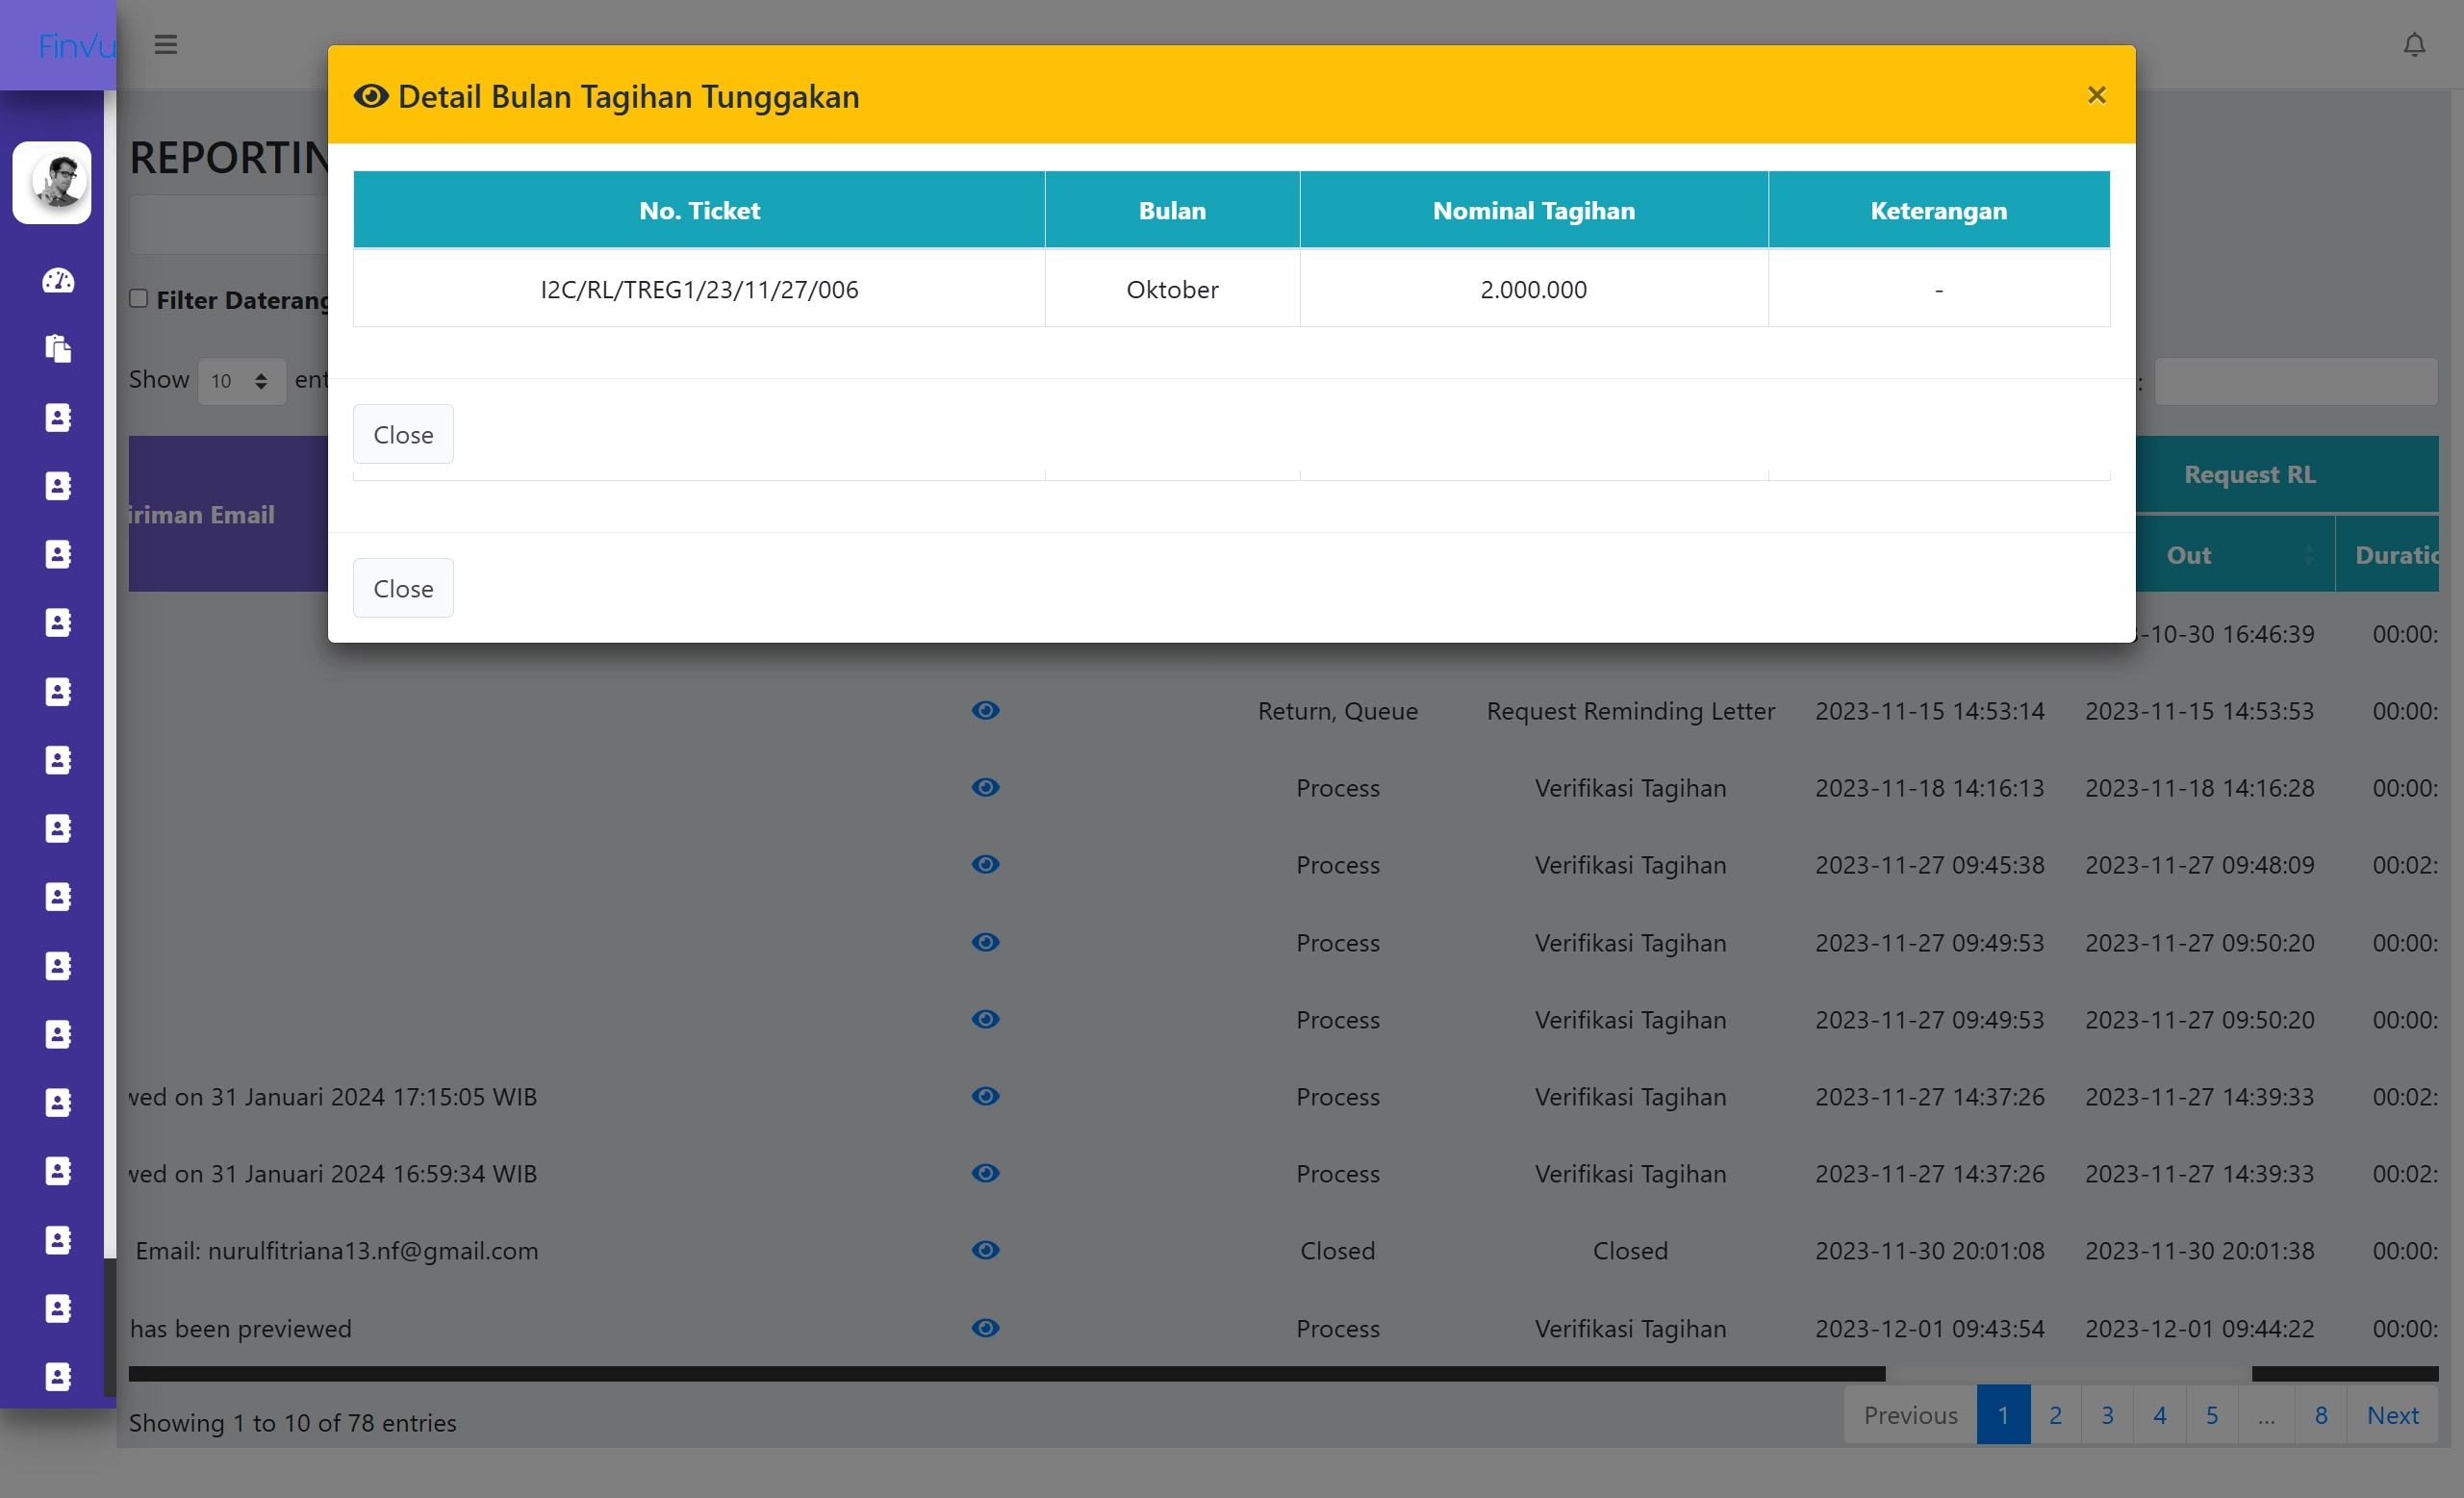 FinVu
Detail Bulan Tagihan Tunggakan ×
REPORTIN
No. Ticket Bulan Nominal Tagihan Keterangan
I2C/RL/TREG1/23/11/27/006 Oktober 2.000.000 -
Filter Daterang
Show 10 ent :
Close
Request RL
iriman Email
Out Duratio
Close
-10-30 16:46:39 00:00:
Return, Queue Request Reminding Letter 2023-11-15 14:53:14 2023-11-15 14:53:53 00:00:
Process Verifikasi Tagihan 2023-11-18 14:16:13 2023-11-18 14:16:28 00:00:
Process Verifikasi Tagihan 2023-11-27 09:45:38 2023-11-27 09:48:09 00:02:
Process Verifikasi Tagihan 2023-11-27 09:49:53 2023-11-27 09:50:20 00:00:
Process Verifikasi Tagihan 2023-11-27 09:49:53 2023-11-27 09:50:20 00:00:
wed on 31 Januari 2024 17:15:05 WIB Process Verifikasi Tagihan 2023-11-27 14:37:26 2023-11-27 14:39:33 00:02:
wed on 31 Januari 2024 16:59:34 WIB Process Verifikasi Tagihan 2023-11-27 14:37:26 2023-11-27 14:39:33 00:02:
Email: nurulfitriana13.nf@gmail.com Closed Closed 2023-11-30 20:01:08 2023-11-30 20:01:38 00:00:
has been previewed Process Verifikasi Tagihan 2023-12-01 09:43:54 2023-12-01 09:44:22 00:00:
Showing 1 to 10 of 78 entries Previous 1 2 3 4 5 … 8 Next